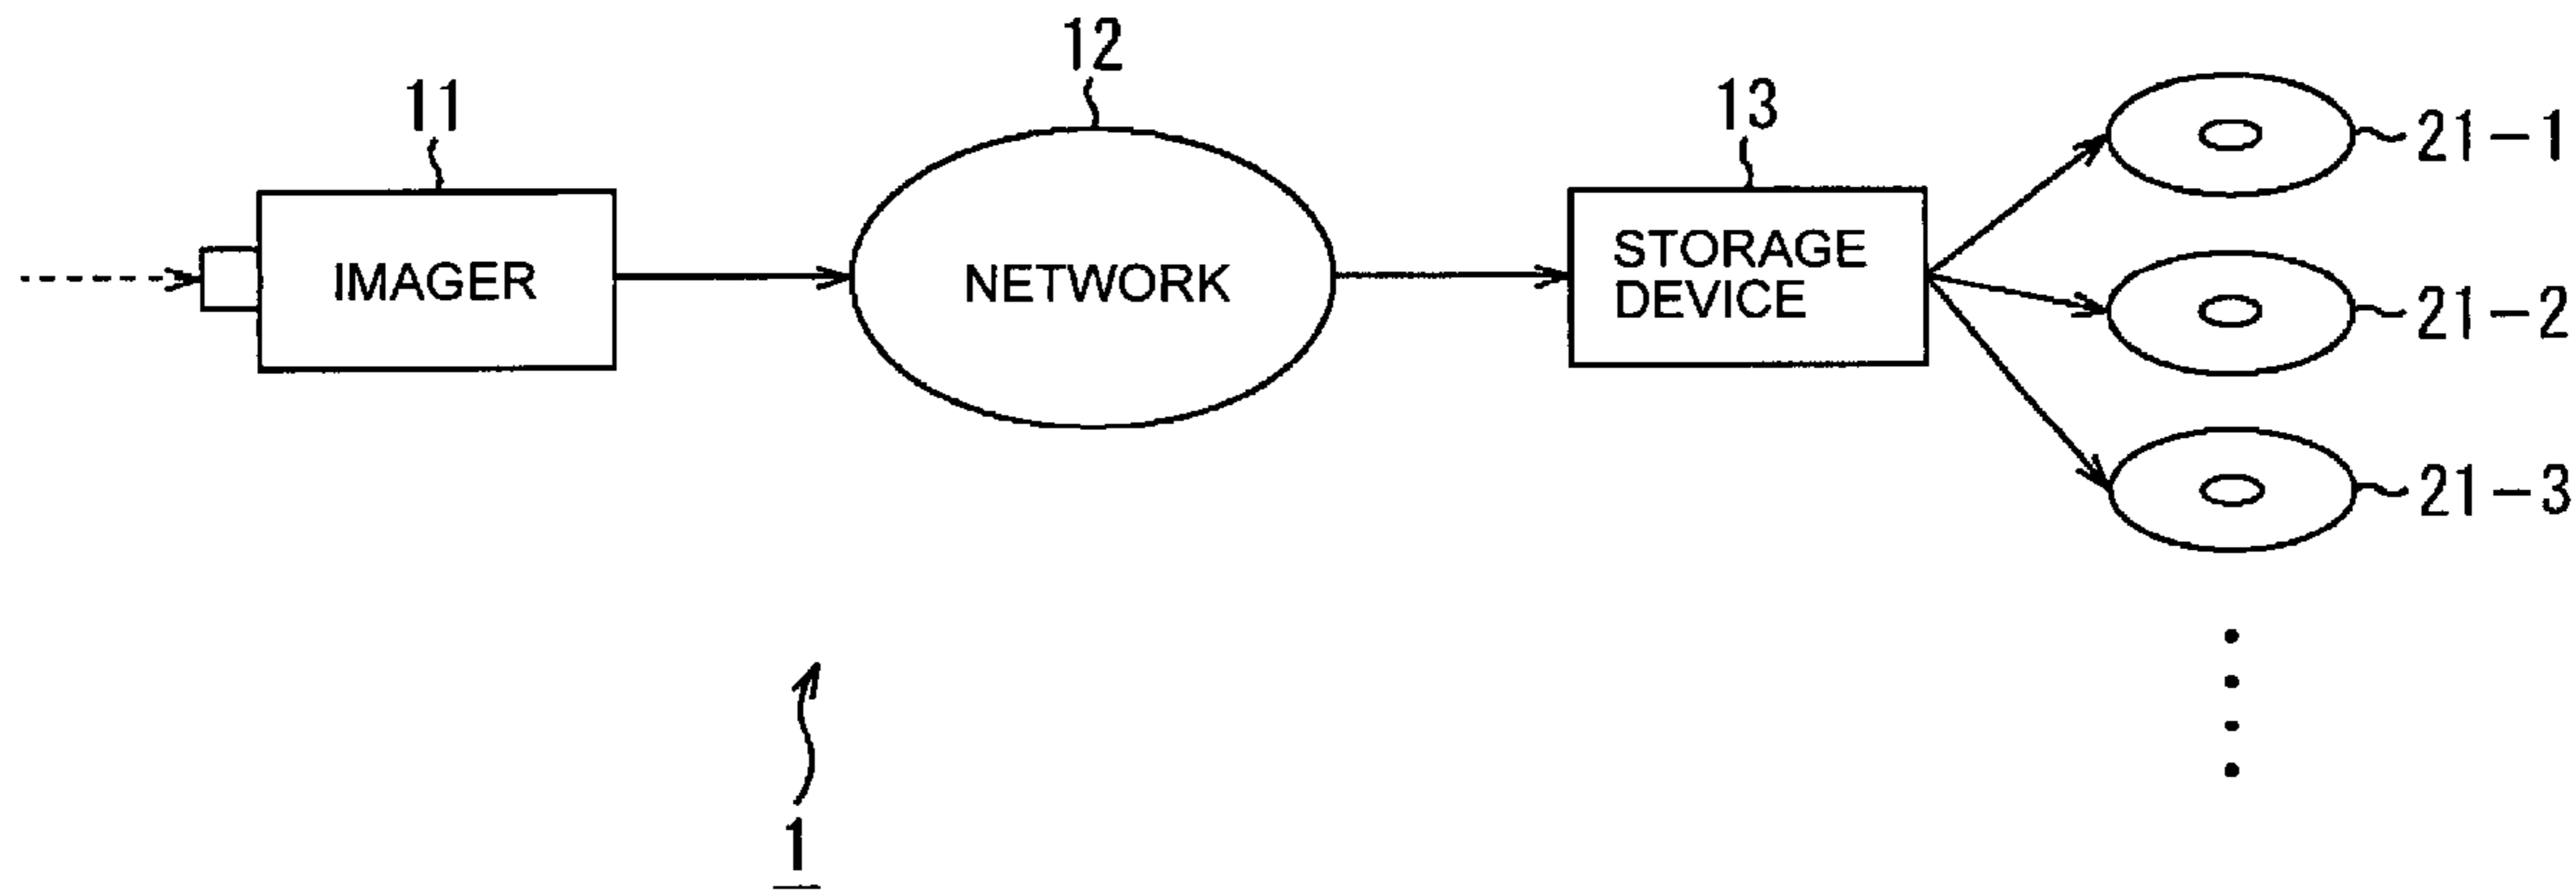 12
11
13
21-1
IMAGER
NETWORK
STORAGE
DEVICE
21-2
21-3
1